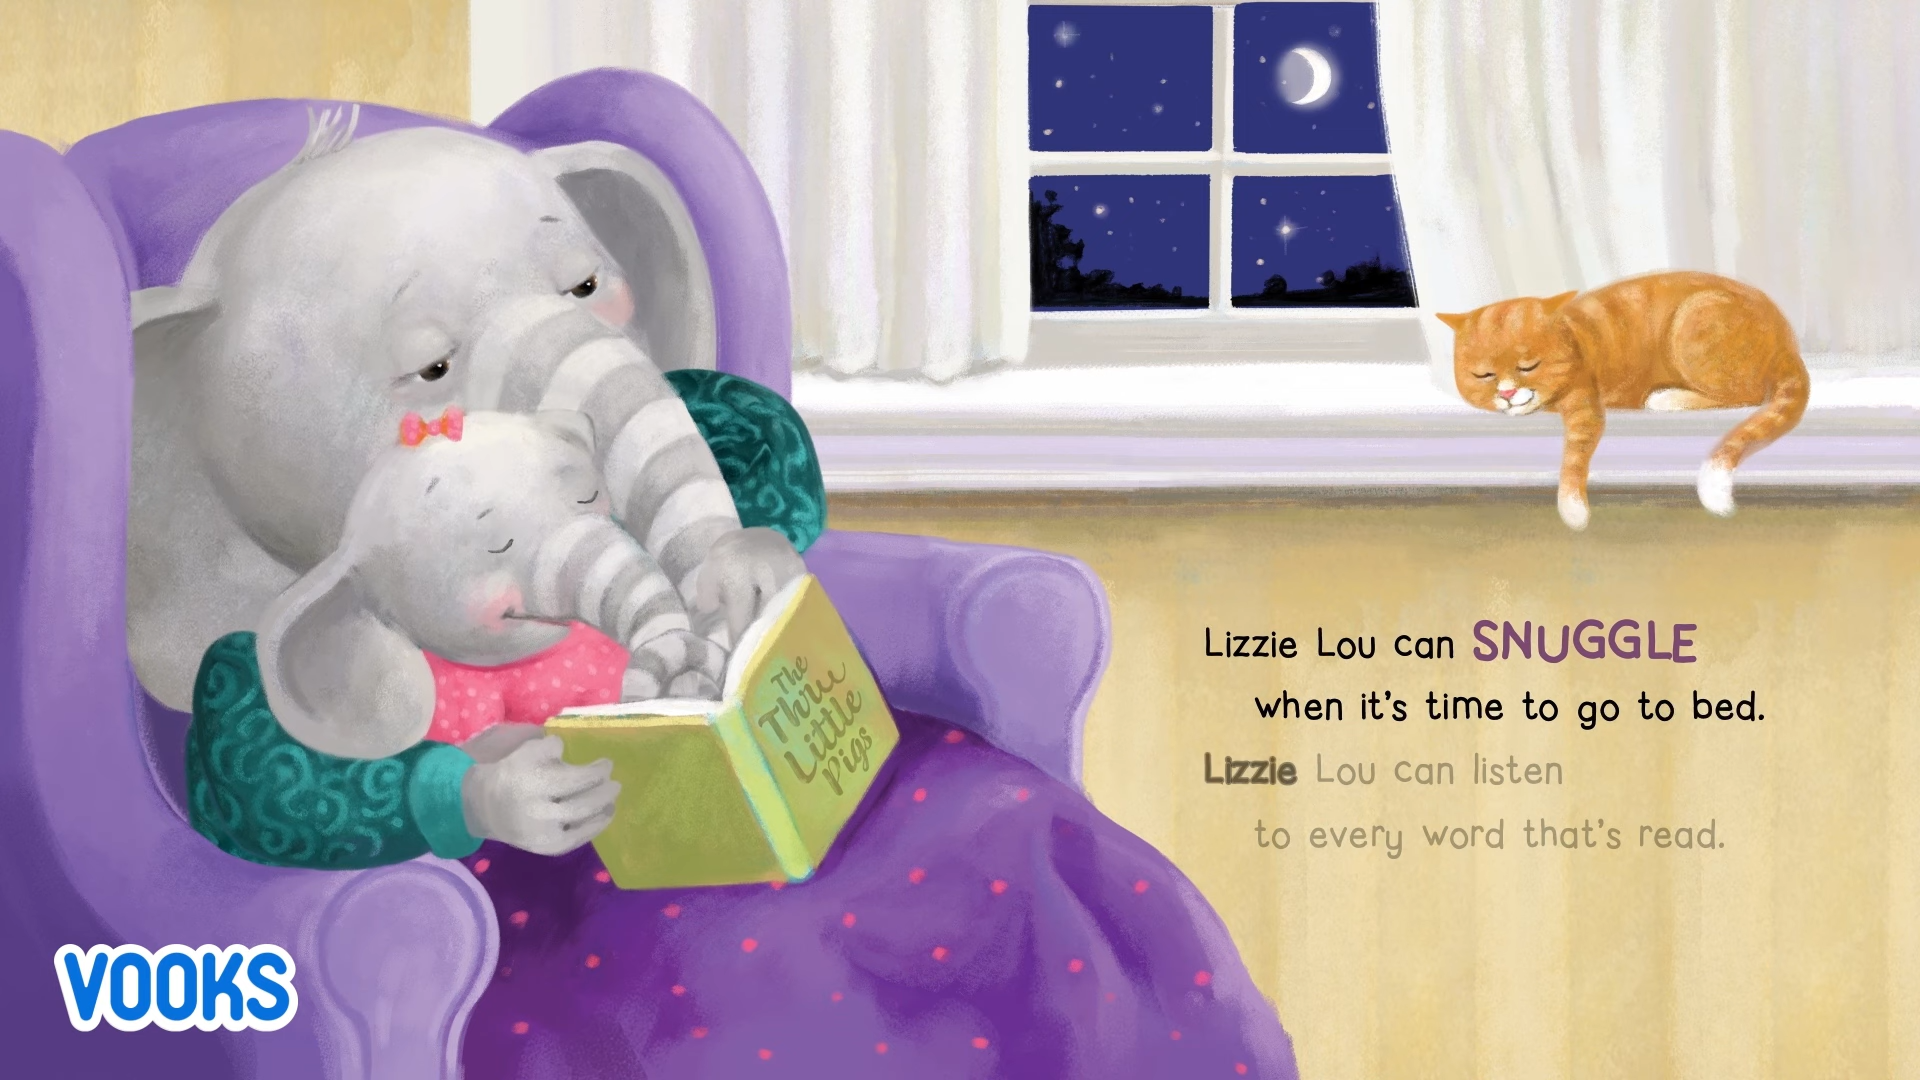 The
Three
Little
Pigs
Lizzie Lou can SNUGGLE
when it's time to go to bed.
Lizzie Lou can listen
to every word that's read.
VOOKS